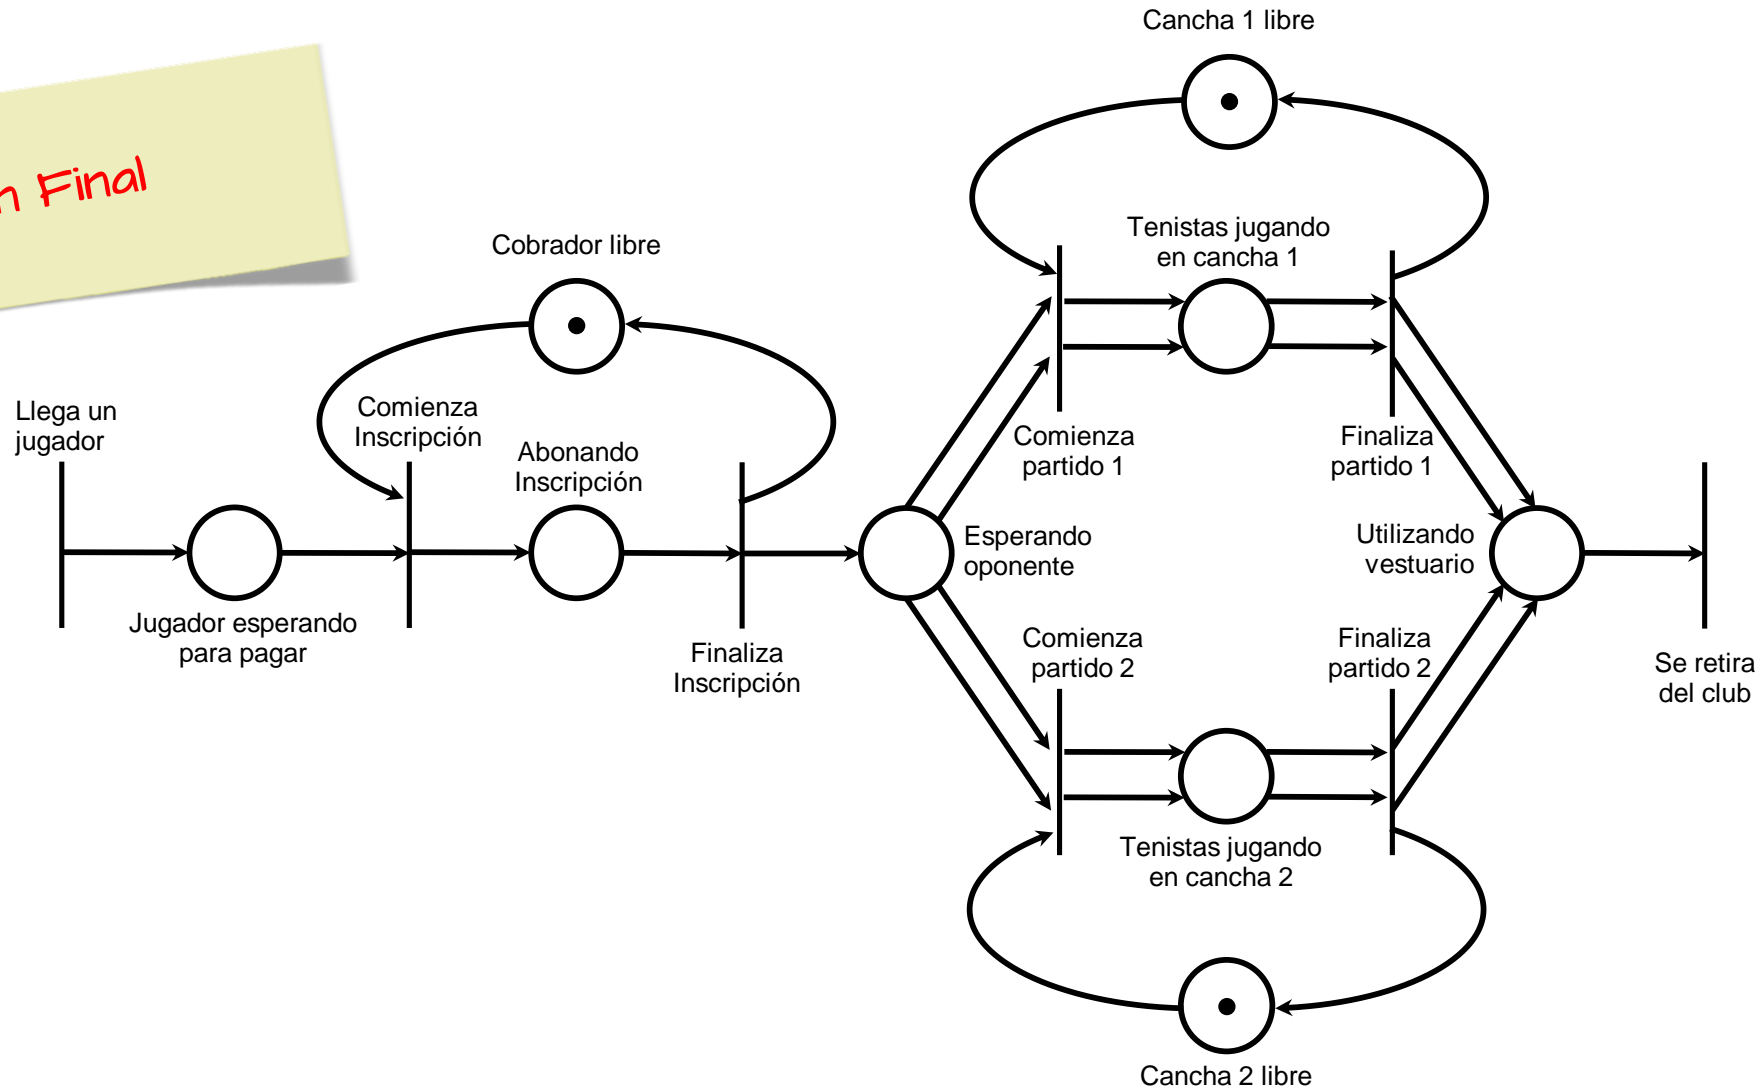 Cancha 1 libre
Final
Tenistas jugando
en cancha 1
Cobrador libre
Llega un
jugador
Comienza
Inscripción
Abonando
Inscripción
Comienza
partido 1
Finaliza
partido 1
Esperando
oponente
Utilizando
vestuario
Jugador esperando
para pagar
Finaliza
Inscripción
Comienza
partido 2
Finaliza
partido 2
Se retira
del club
Tenistas jugando
en cancha 2
Cancha 2 libre